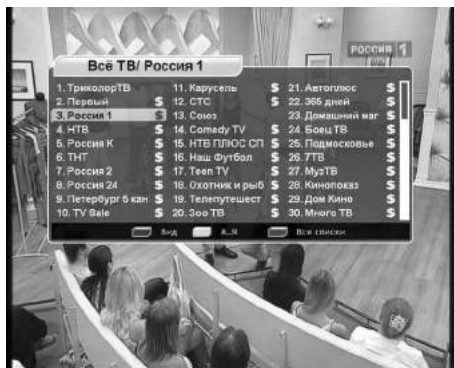 РОССИЯ 1
Всё ТВ/ Россия 1
1. ТриколорТВ
2. Первый $
3. Россия 1 $
4. НТВ $
5. Россия К $
6. ТНТ $
7. Россия 2 $
8. Россия 24 $
9. Петербург 5 кан $
10. TV Sale $
11. Карусель $
12. СТС $
13. Союз
14. Comedy TV $
15. НТВ ПЛЮС СП $
16. Наш Футбол $
17. Teen TV $
18. Охотник и рыб $
19. Телепутешест $
20. Зоо ТВ $
21. Автоплюс $
22. 365 дней $
23. Домашний маг
24. Боец ТВ $
25. Подмосковье $
26. 7ТВ $
27. МузТВ $
28. Кинопоказ $
29. Дом Кино $
30. Много ТВ $
Вид А..Я Все списки